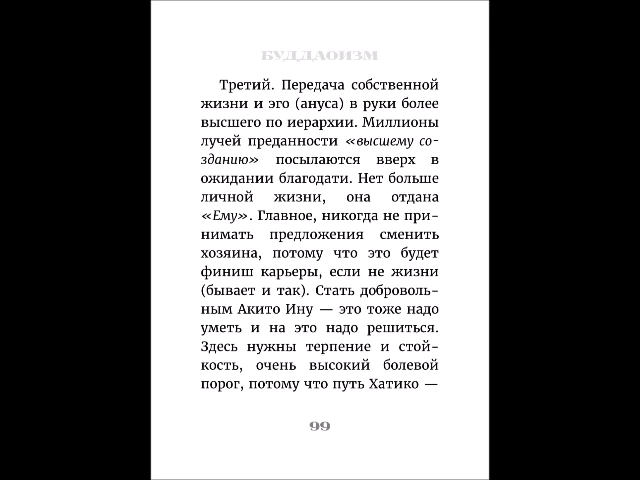 БУДДАОИЗМ
Третий. Передача собственной
жизни и эго (ануса) в руки более
высшего по иерархии. Миллионы
лучей преданности «высшему со-
зданию» посылаются вверх в
ожидании благодати. Нет больше
личной жизни, она отдана
«Ему». Главное, никогда не при-
нимать предложения сменить
хозяина, потому что это будет
финиш карьеры, если не жизни
(бывает и так). Стать доброволь-
ным Акито Ину — это тоже надо
уметь и на это надо решиться.
Здесь нужны терпение и стой-
кость, очень высокий болевой
порог, потому что путь Хатико —
99